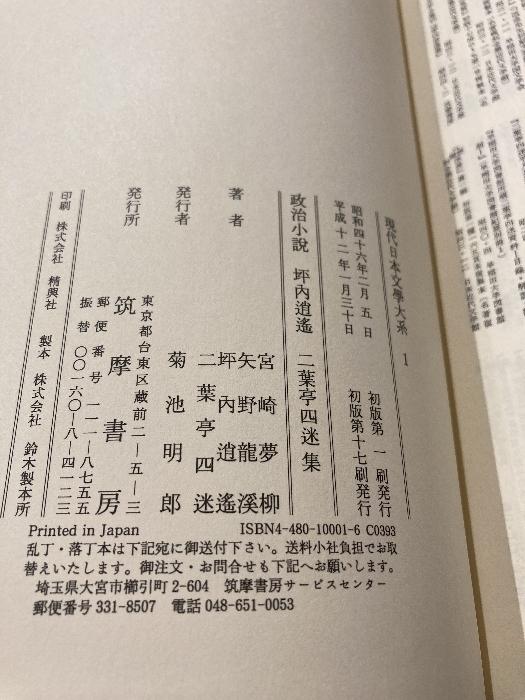 現代日本文學大系 1
昭和四十六年二月 五 日 初版第 一 刷発行
平成 十二年一月三十日 初版第十七刷発行
政治小說 坪內逍遙 二葉亭四迷 集
著者 宮崎夢柳
矢野龍溪
坪內逍遙
二葉亭四迷
発行者 菊池明郎
発行所 筑摩書房
東京都台東区蔵前二―五―三
郵便番号 一一一―八七五五
振替 〇〇一六〇―八―四一二三
印刷 株式会社 精興社 製本 株式会社 鈴木製本所
Printed in Japan ISBN4-480-10001-6 C0393
乱丁・落丁本は下記宛に御送付下さい。送料小社負担でお取
替えいたします。御注文・お問合せも下記へお願いします。
埼玉県大宮市櫛引町2-604 筑摩書房サービスセンター
郵便番号331-8507 電話048-651-0053